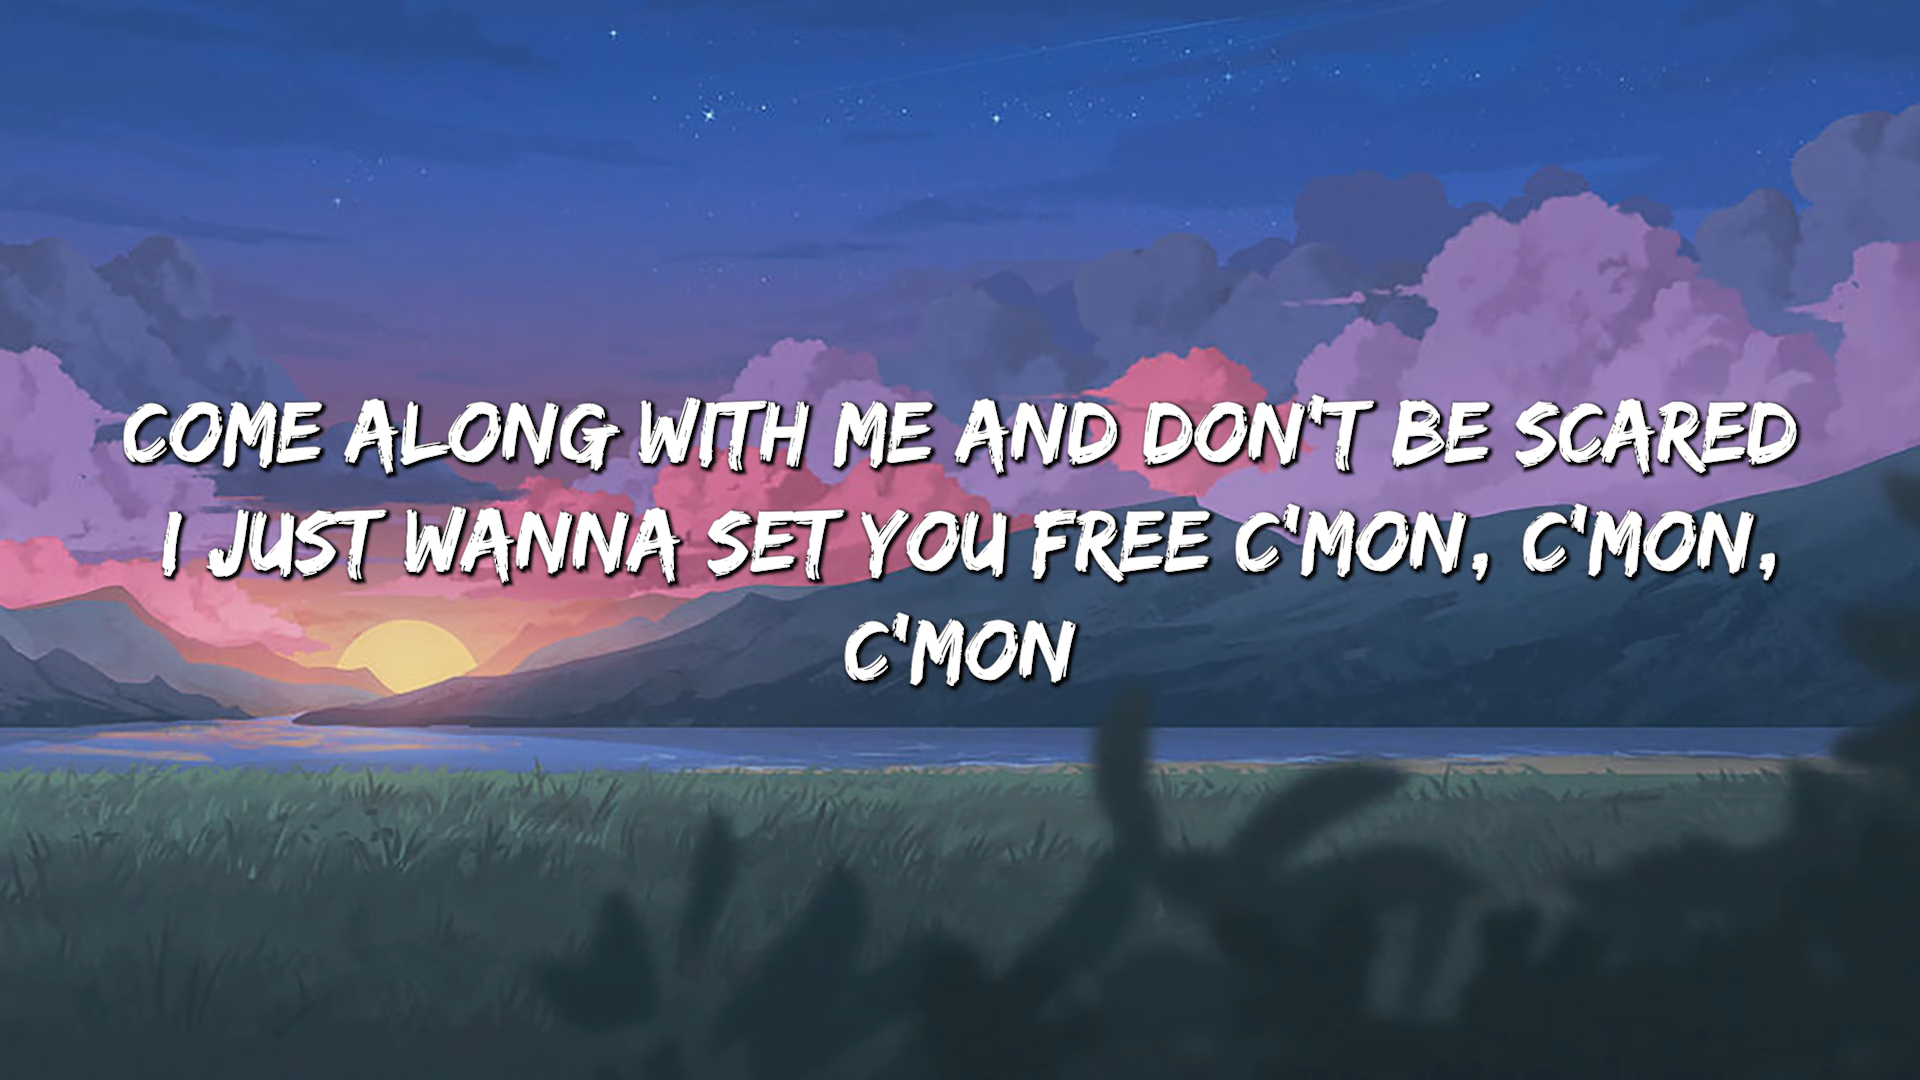 COME ALONG WITH ME AND DON'T BE SCARED
I JUST WANNA SET YOU FREE C'MON, C'MON,
C'MON